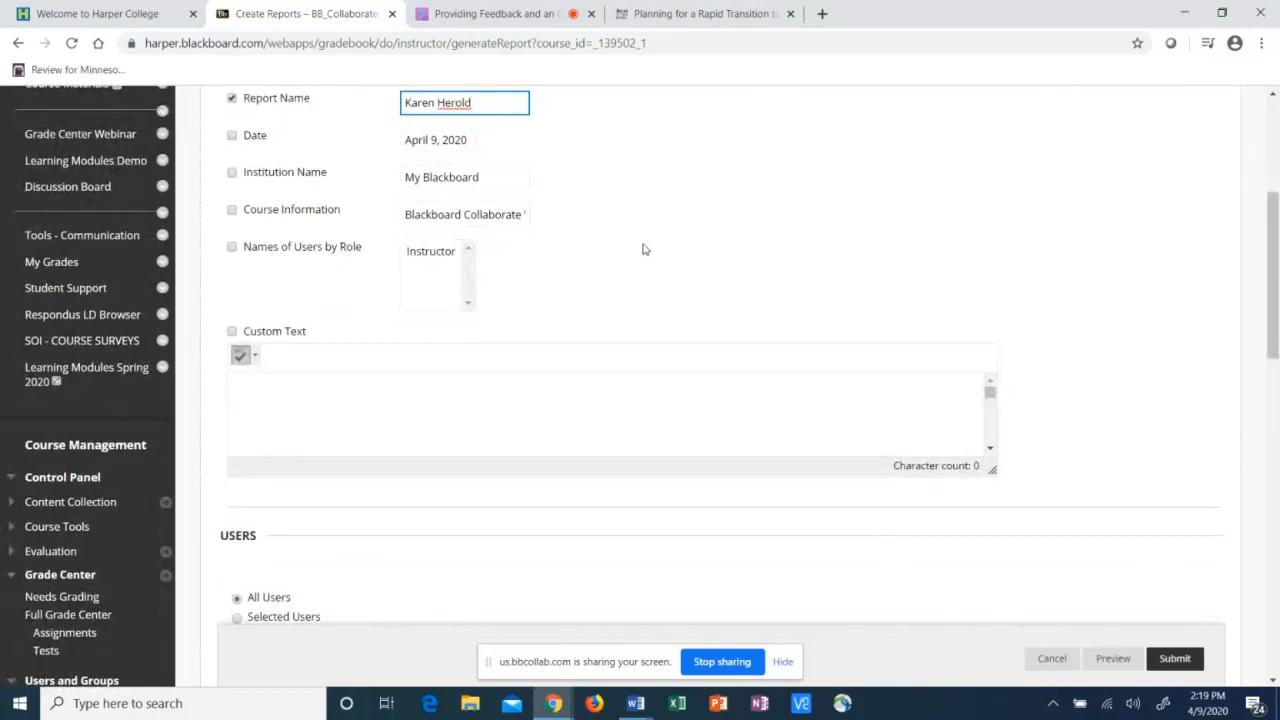 Welcome to Harper College
Create Reports – BB_Collaborate_
Providing Feedback and an C
Planning for a Rapid Transition to
harper.blackboard.com/webapps/gradebook/do/instructor/generateReport?course_id=_139502_1
Review for Minneso...
Course Materials
Grade Center Webinar
Learning Modules Demo
Discussion Board
Tools - Communication
My Grades
Student Support
Respondus LD Browser
SOI - COURSE SURVEYS
Learning Modules Spring
2020
Course Management
Control Panel
Content Collection
Course Tools
Evaluation
Grade Center
Needs Grading
Full Grade Center
Assignments
Tests
Users and Groups
Report Name
Karen Herold
Date
April 9, 2020
Institution Name
My Blackboard
Course Information
Blackboard Collaborate '
Names of Users by Role
Instructor
Custom Text
Character count: 0
USERS
All Users
Selected Users
us.bbcollab.com is sharing your screen.
Stop sharing
Hide
Cancel
Preview
Submit
Type here to search
2:19 PM
4/9/2020
24